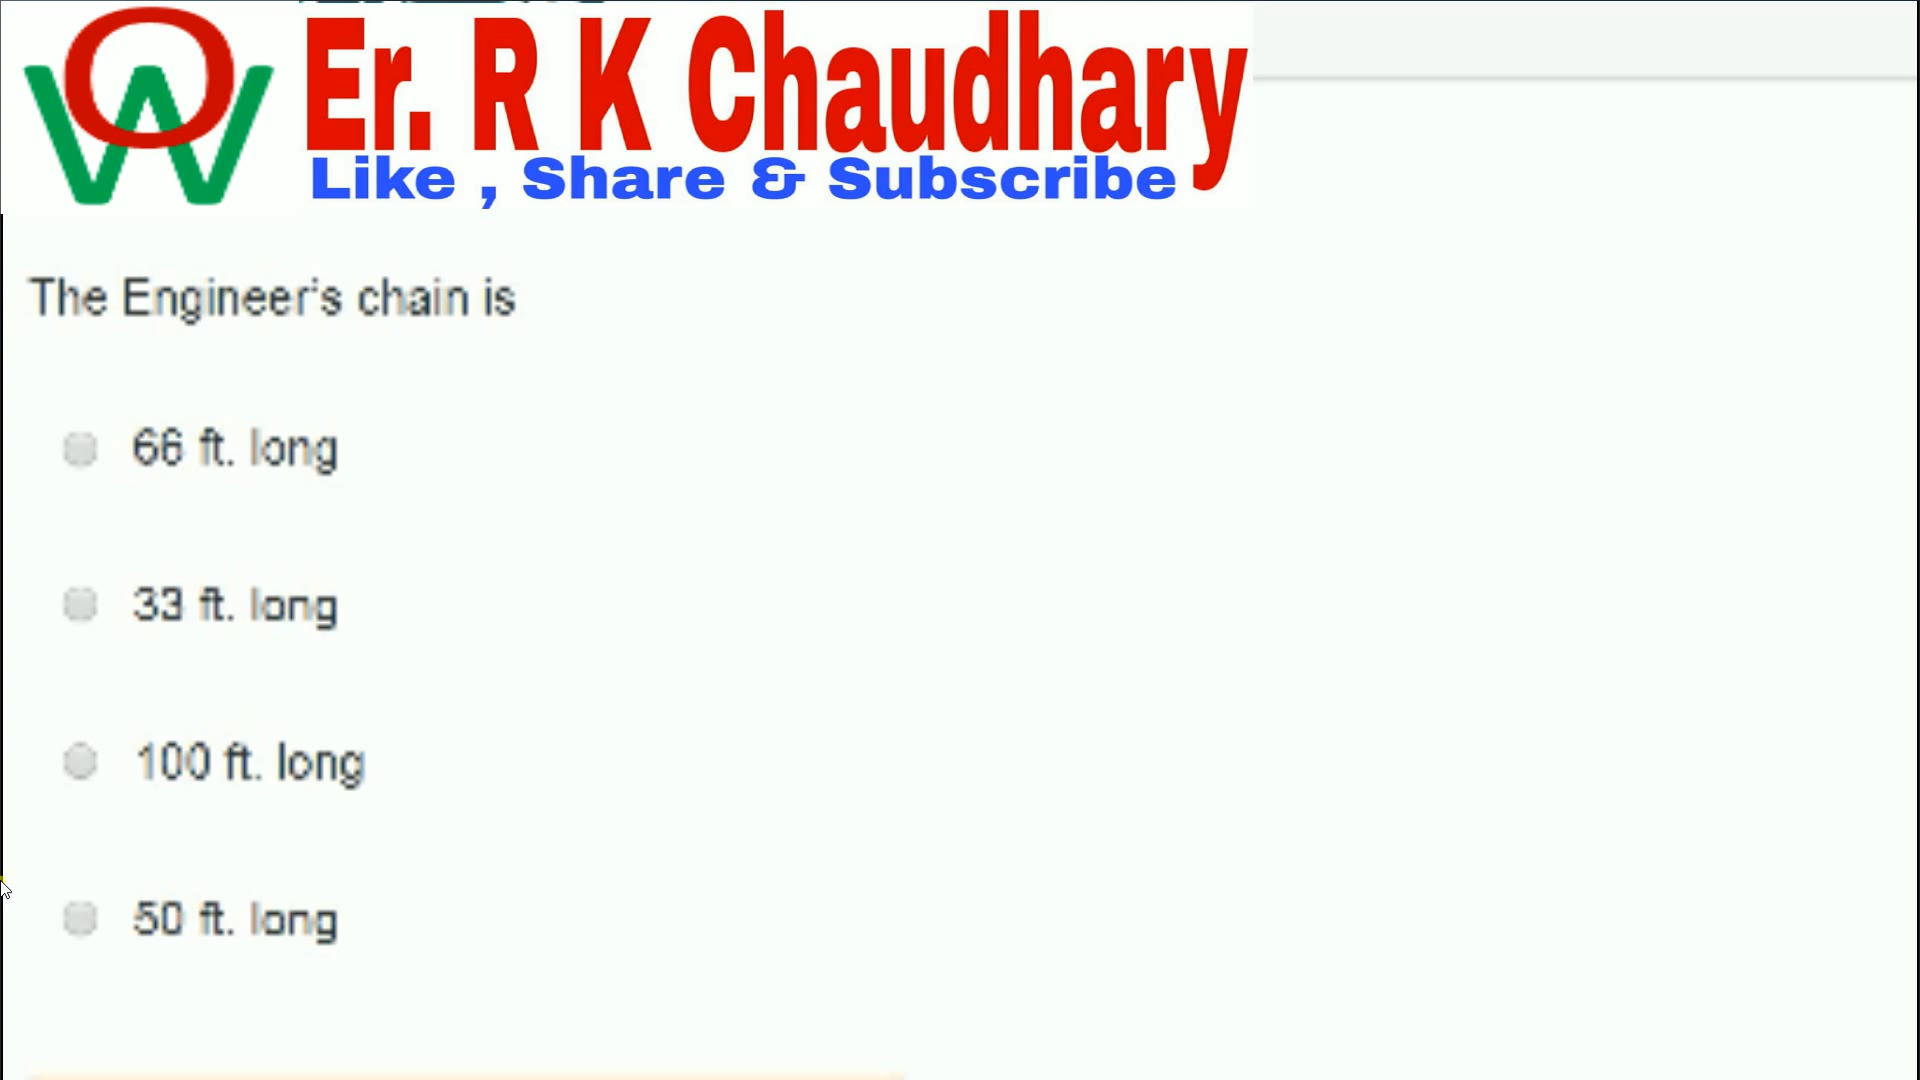 Er. R K Chaudhary
Like , Share & Subscribe
The Engineer's chain is
66 ft. long
33 ft. long
100 ft. long
50 ft. long